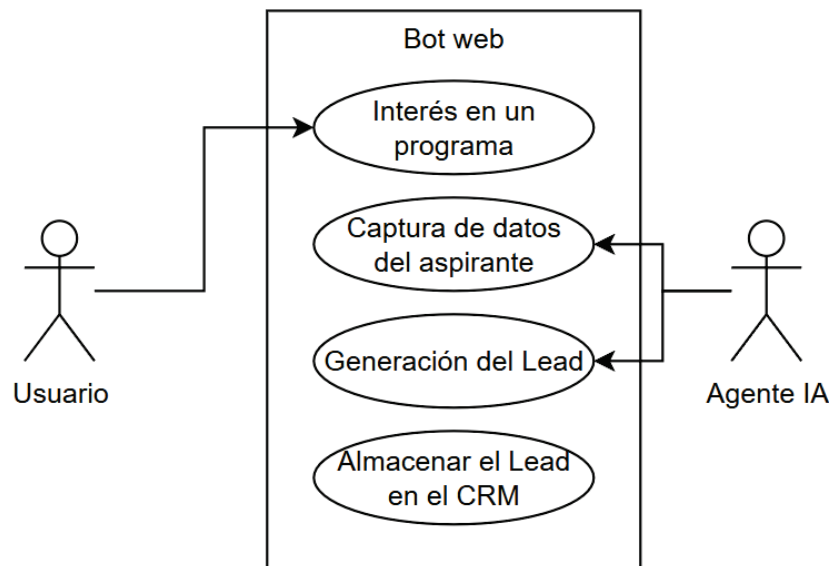 Bot web
Interés en un
programa
Captura de datos
del aspirante
Generación del Lead
Usuario
Agente IA
Almacenar el Lead
en el CRM